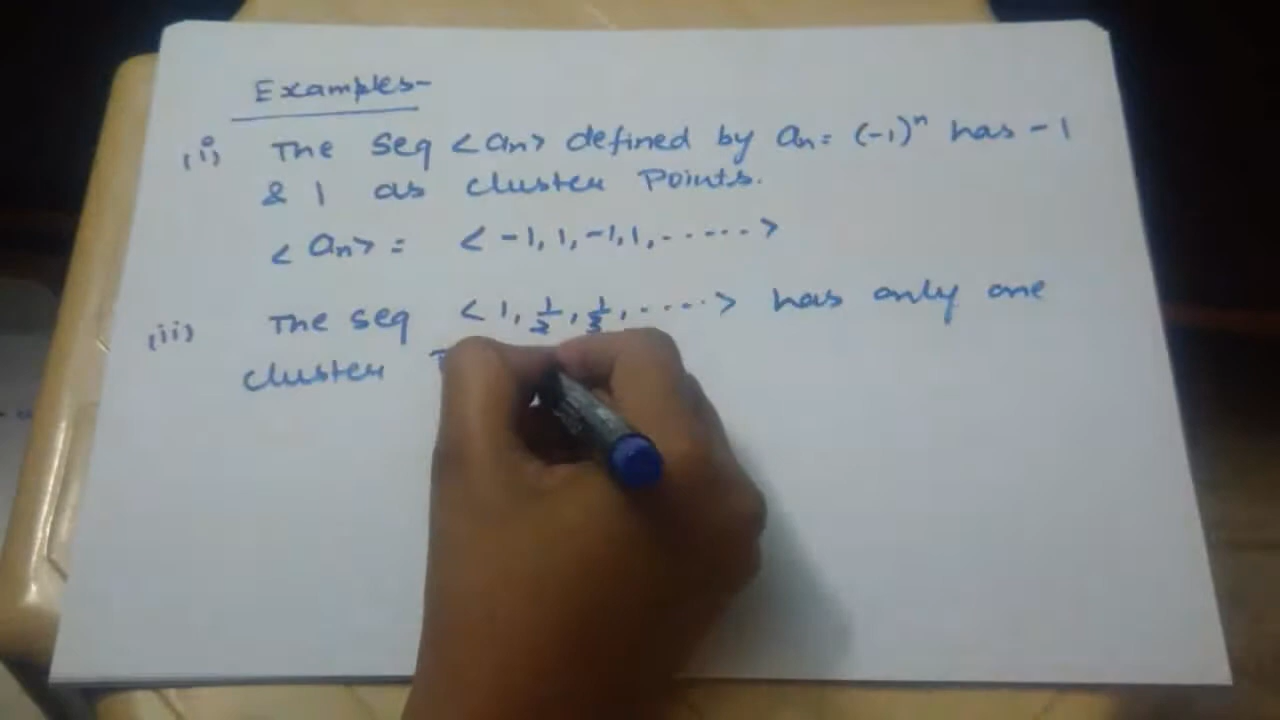 Examples-
(i) The seq <an> defined by an = (-1)ⁿ has -1
& 1 as cluster Points.
<an> = <-1, 1, -1, 1, ......>
(ii) The seq <1, 1/2, 1/3, .....> has only one
cluster